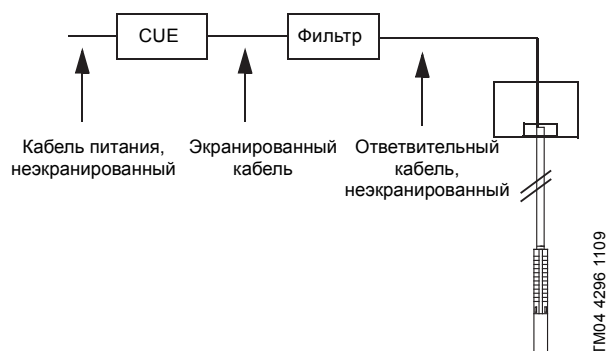 CUE
Фильтр
Кабель питания,
неэкранированный
Экранированный
кабель
Ответвительный
кабель,
неэкранированный
TM04 4296 1109